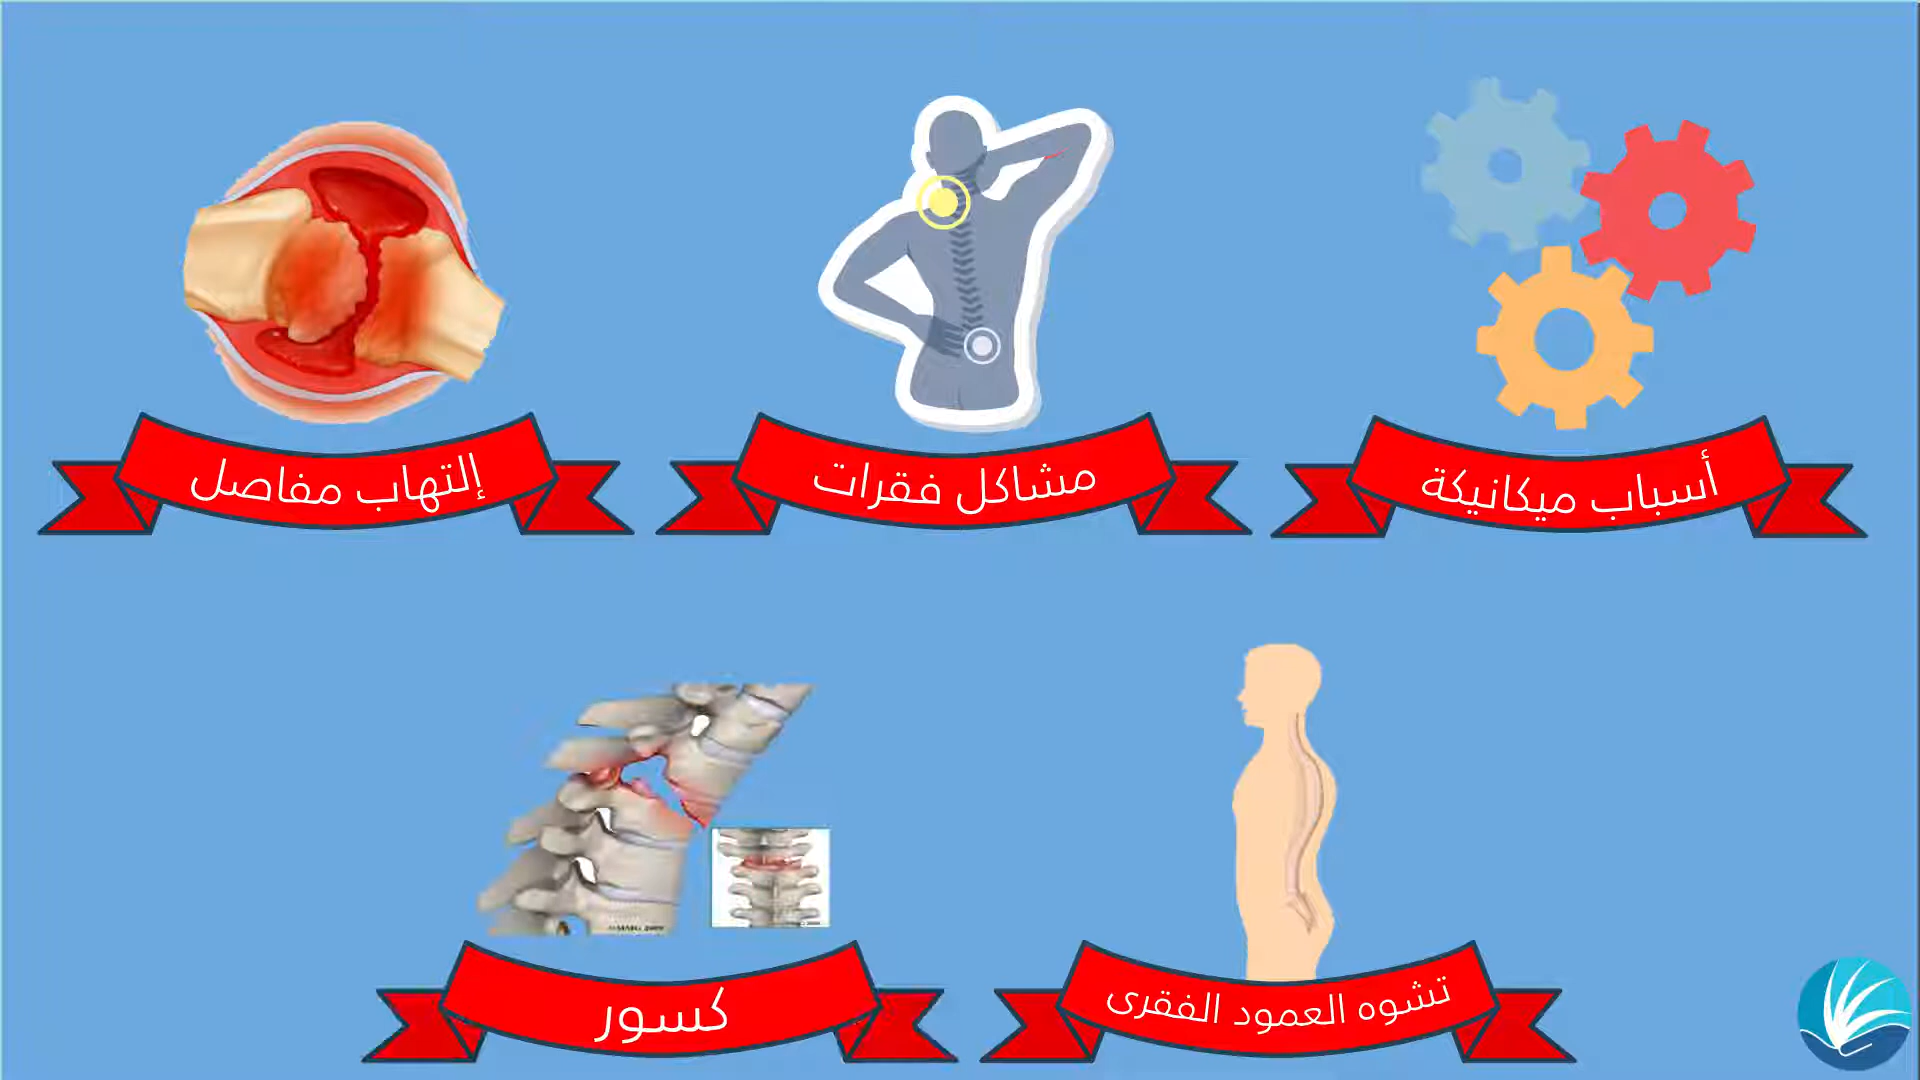 أسباب ميكانيكة
مشاكل فقرات
إلتهاب مفاصل
تشوه العمود الفقرى
كسور